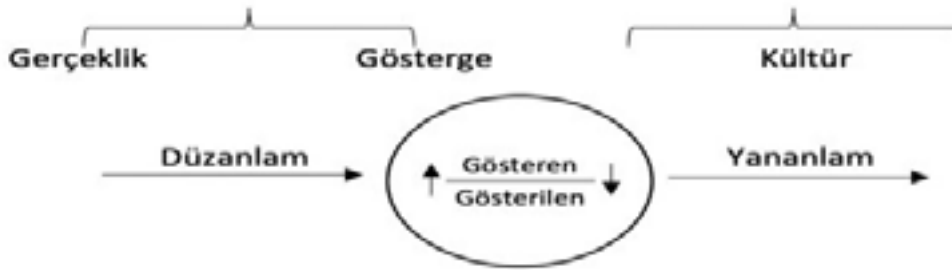 Gerçeklik Gösterge Kültür
Düzanlam Gösteren Yananlam
Gösterilen